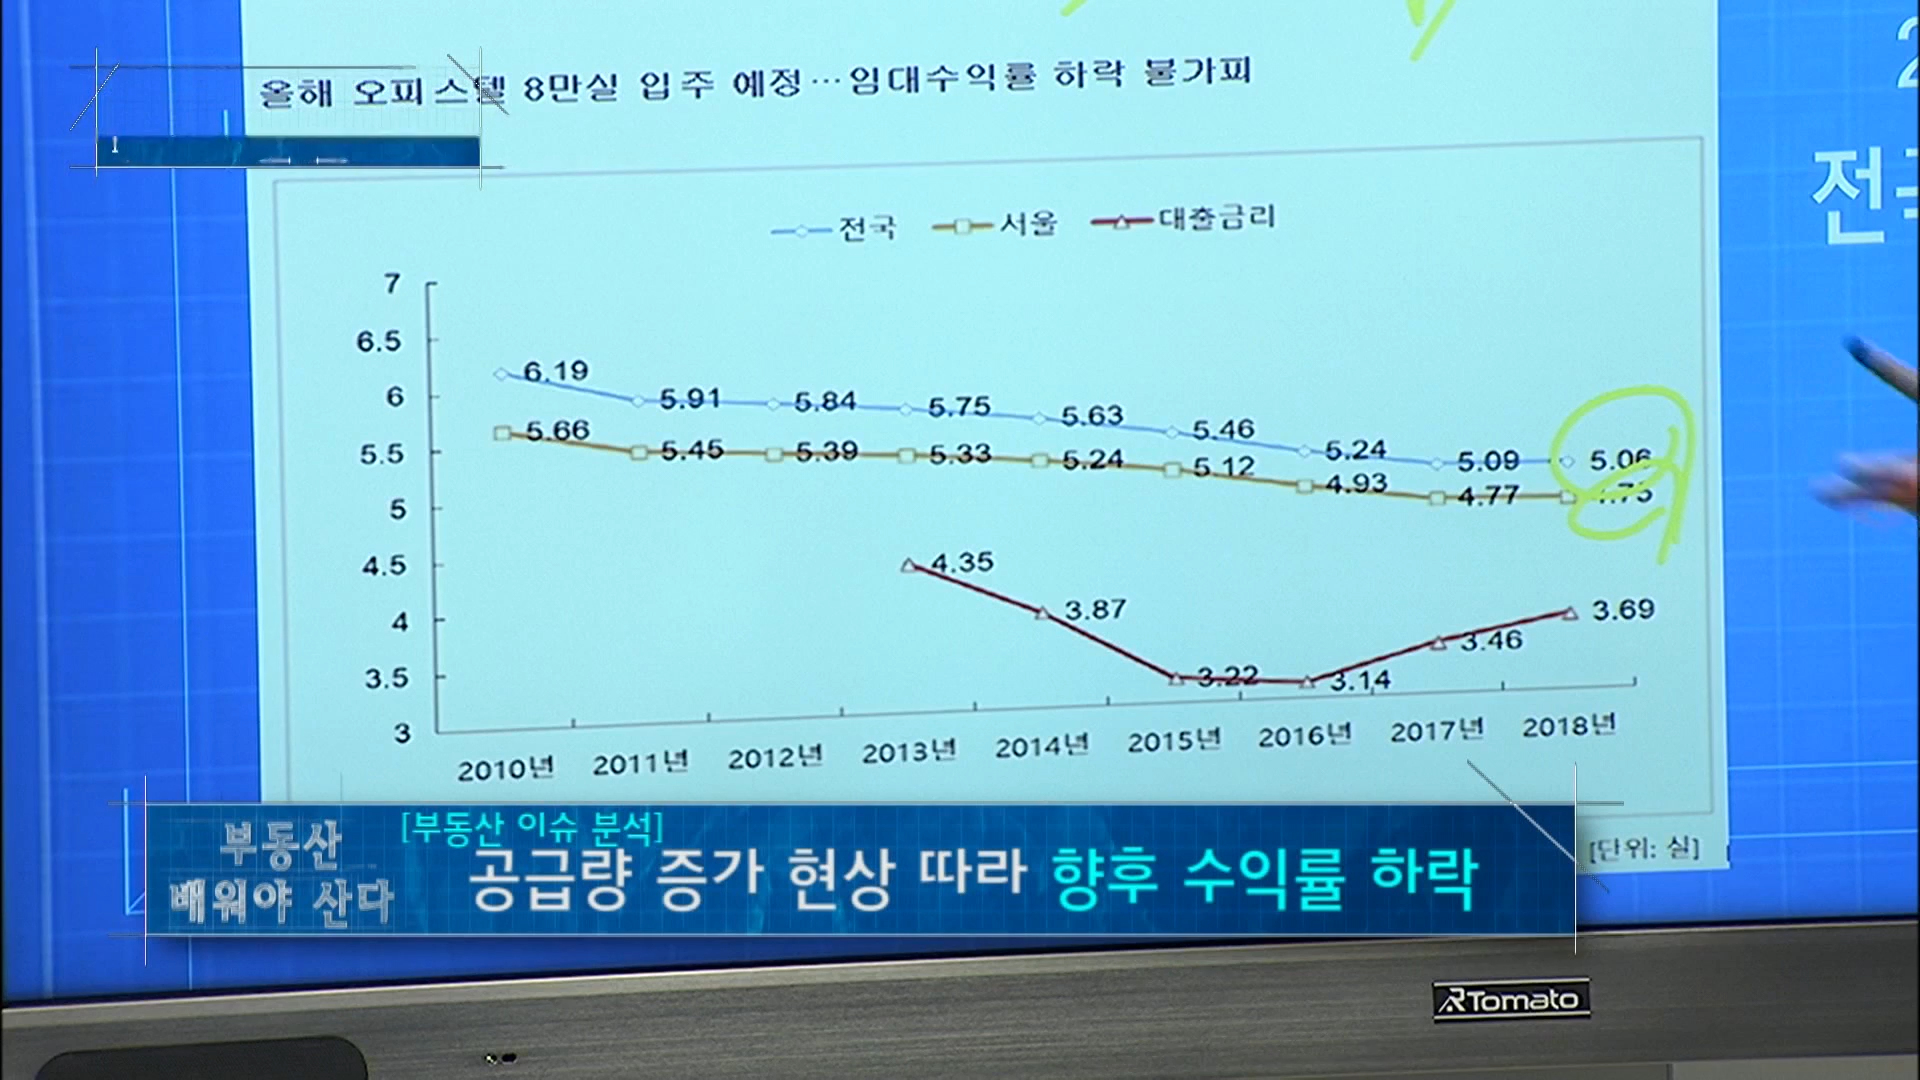 올해 오피스텔 8만실 입주 예정…임대수익률 하락 불가피
전국 서울 대출금리
7
6.5
6
5.5
5
4.5
4
3.5
3
6.19 5.91 5.84 5.75 5.63 5.46 5.24 5.09 5.06
5.66 5.45 5.39 5.33 5.24 5.12 4.93 4.77
4.35 3.87 3.22 3.14 3.46 3.69
2010년 2011년 2012년 2013년 2014년 2015년 2016년 2017년 2018년
[단위: 실]
부동산
배워야 산다
[부동산 이슈 분석]
공급량 증가 현상 따라 향후 수익률 하락
RTomato